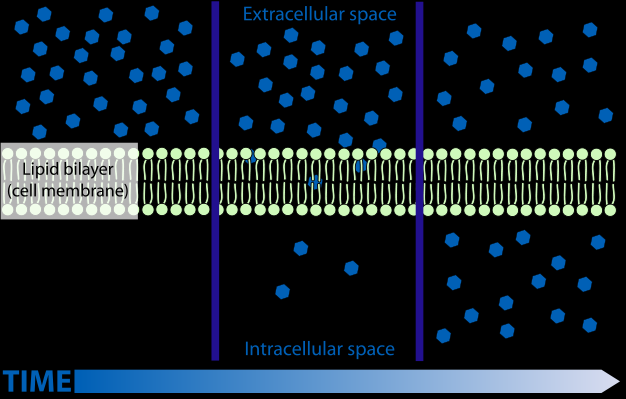 Extracellular space
Lipid bilayer
(cell membrane)
Intracellular space
TIME